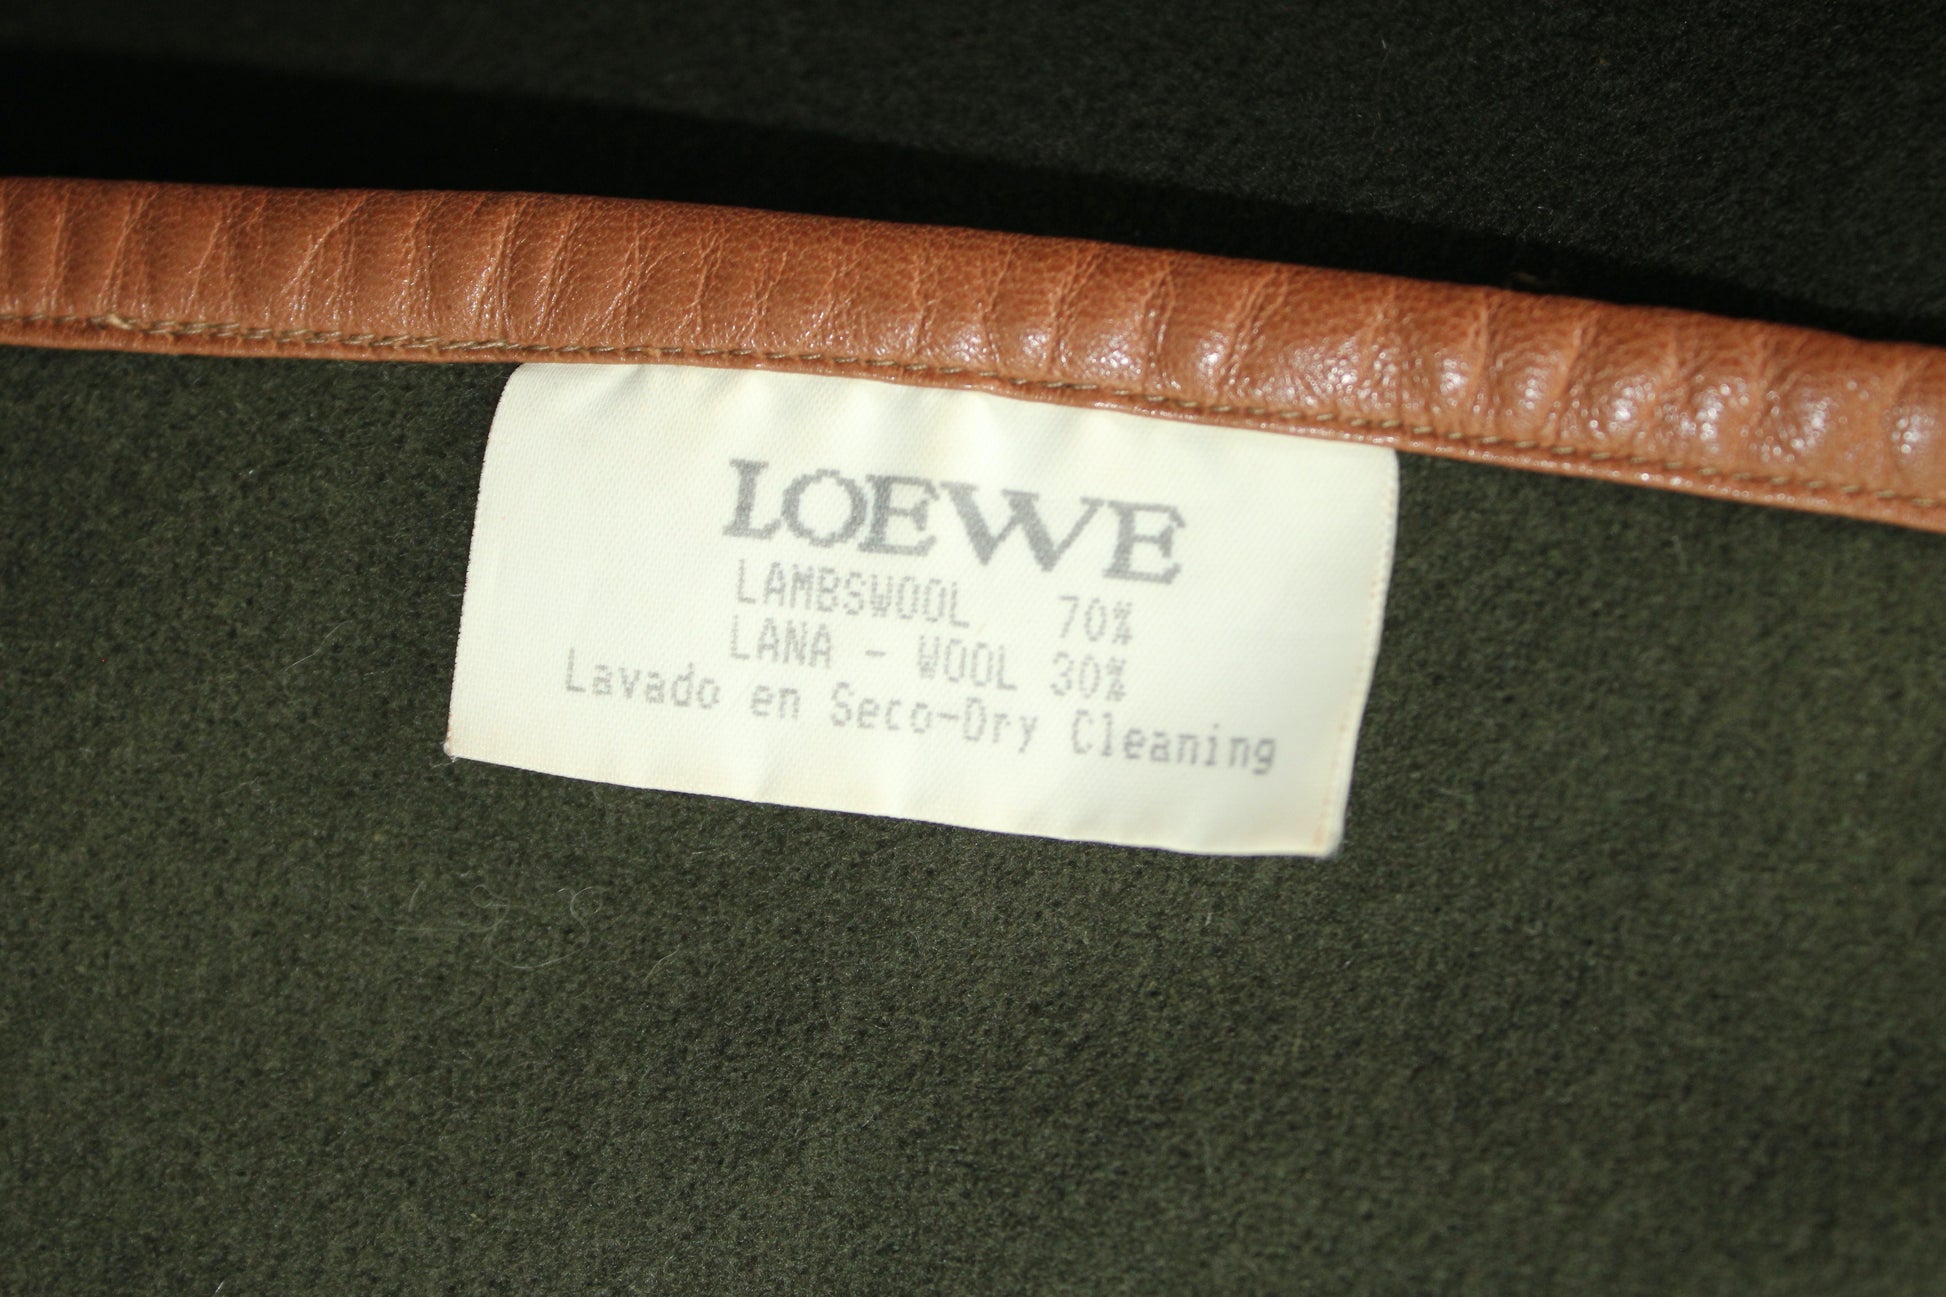 LOEWE
LAMBSWOOL 70%
LANA - WOOL 30%
Lavado en Seco-Dry Cleaning